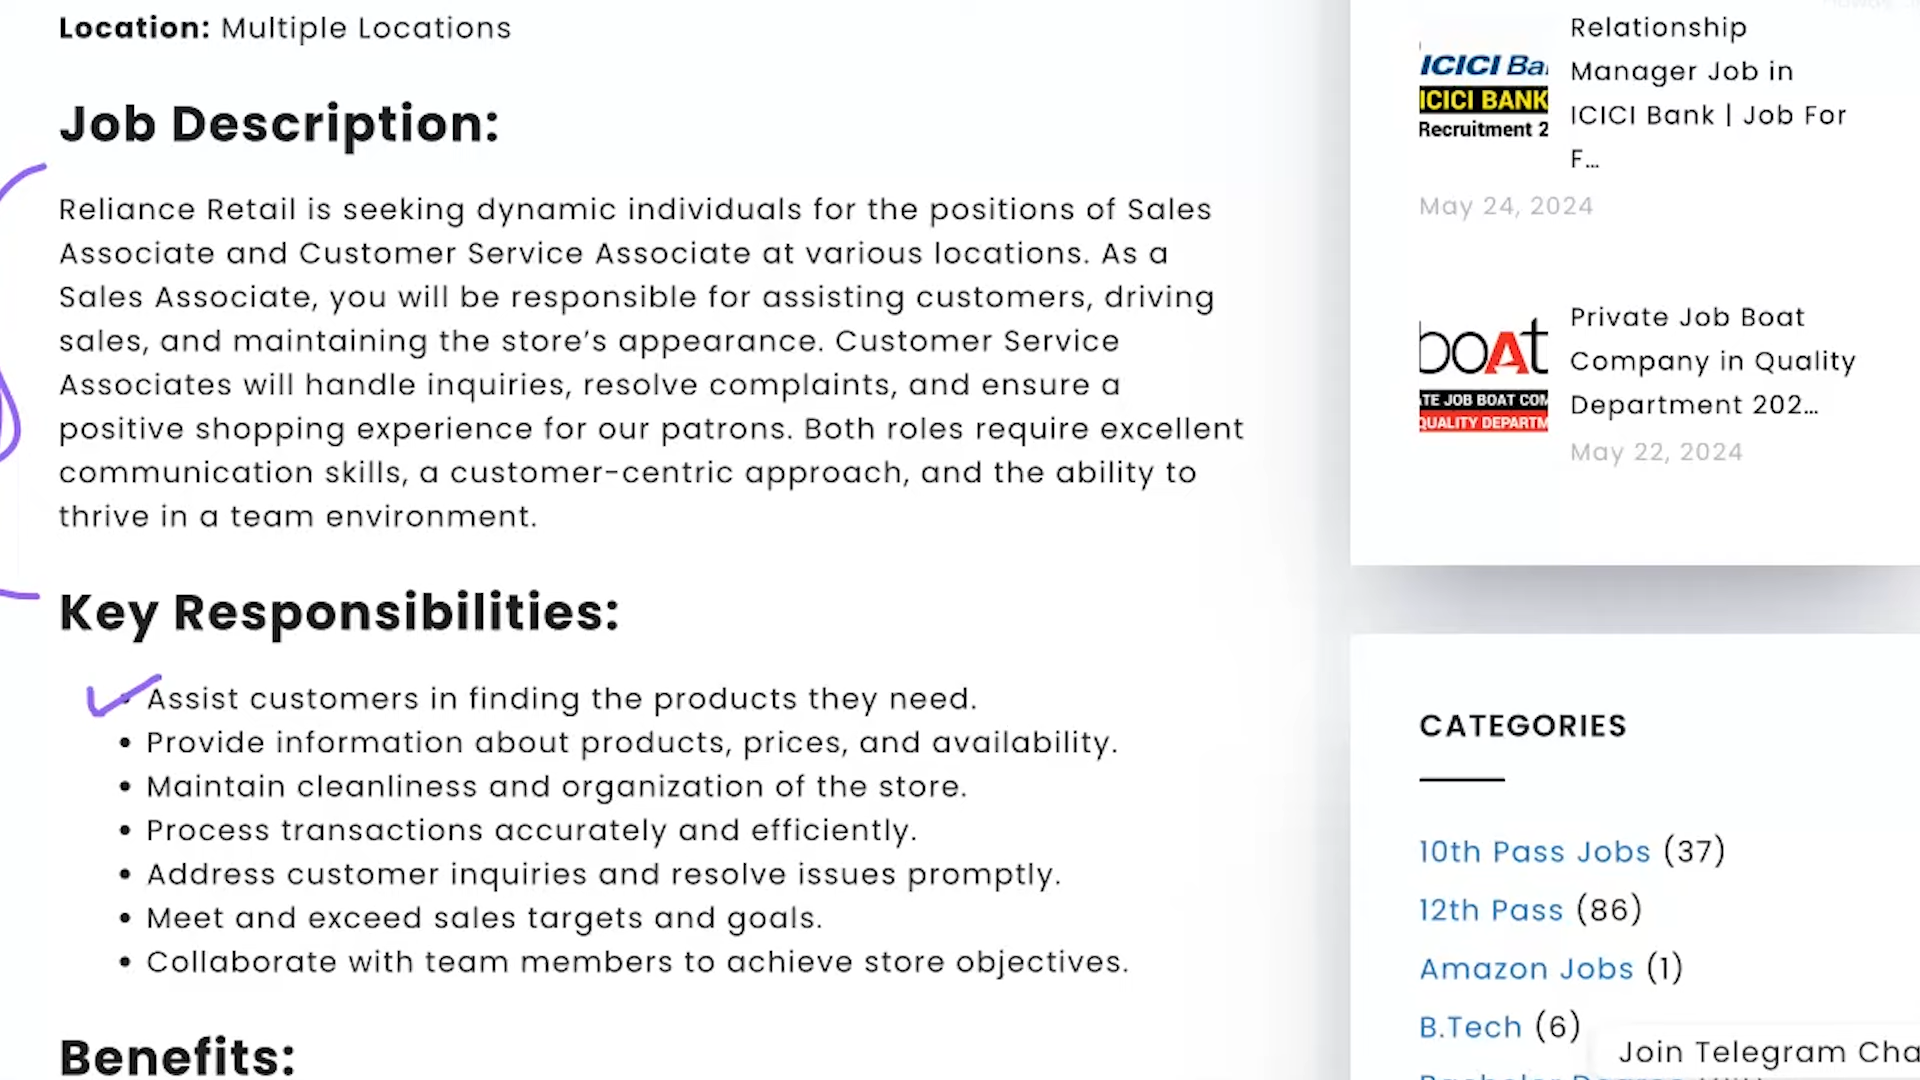 Location: Multiple Locations
Job Description:
Reliance Retail is seeking dynamic individuals for the positions of Sales
Associate and Customer Service Associate at various locations. As a
Sales Associate, you will be responsible for assisting customers, driving
sales, and maintaining the store’s appearance. Customer Service
Associates will handle inquiries, resolve complaints, and ensure a
positive shopping experience for our patrons. Both roles require excellent
communication skills, a customer-centric approach, and the ability to
thrive in a team environment.
Key Responsibilities:
Assist customers in finding the products they need.
• Provide information about products, prices, and availability.
• Maintain cleanliness and organization of the store.
• Process transactions accurately and efficiently.
• Address customer inquiries and resolve issues promptly.
• Meet and exceed sales targets and goals.
• Collaborate with team members to achieve store objectives.
Benefits:
ICICI Ba
ICICI BANK
Recruitment 2
Relationship
Manager Job in
ICICI Bank | Job For
F...
May 24, 2024
boAt
TE JOB BOAT COM
QUALITY DEPARTM
Private Job Boat
Company in Quality
Department 202...
May 22, 2024
CATEGORIES
10th Pass Jobs (37)
12th Pass (86)
Amazon Jobs (1)
B.Tech (6)
Join Telegram Cha